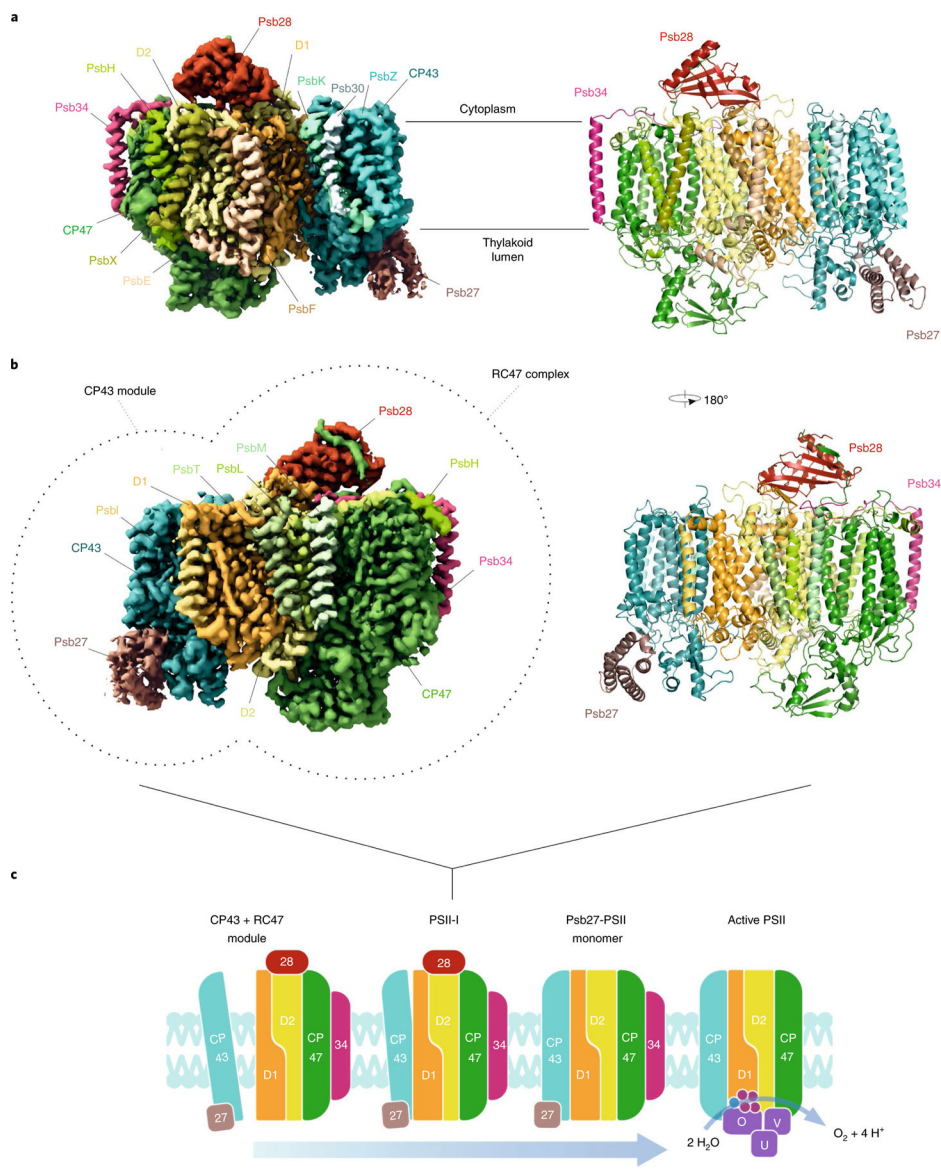 a
Psb28
D2
D1
PsbH
PsbK
Psb30
PsbZ
CP43
Psb34
Cytoplasm
CP47
Thylakoid
lumen
PsbX
PsbE
PsbF
Psb27
Psb28
Psb34
Psb27
b
CP43 module
RC47 complex
Psb28
PsbM
PsbL
PsbT
D1
PsbH
PsbI
CP43
Psb34
Psb27
D2
CP47
180°
Psb28
Psb34
Psb27
c
CP43 + RC47
module
PSII-I
Psb27-PSII
monomer
Active PSII
28
CP
43
D2
D1
CP
47
34
27
28
CP
43
D2
D1
CP
47
34
27
CP
43
D2
D1
CP
47
34
27
CP
43
D2
D1
CP
47
O
V
U
2 H₂O
O₂ + 4 H⁺